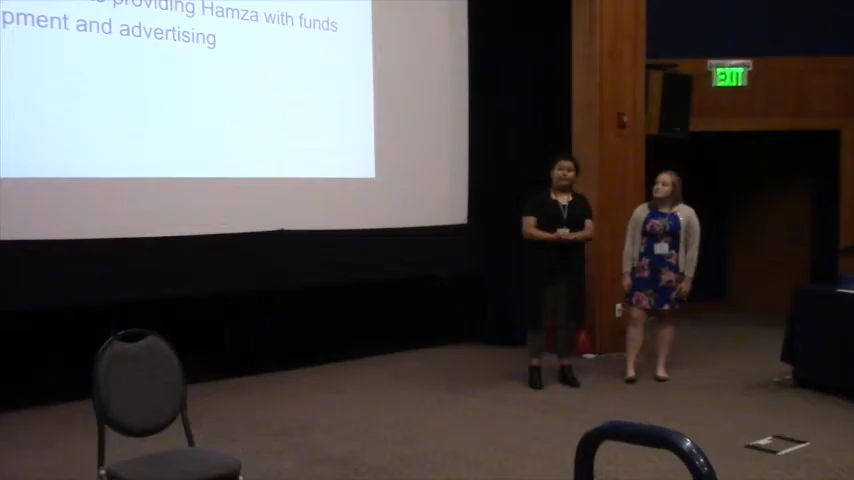 providing Hamza with funds
pment and advertising
EXIT